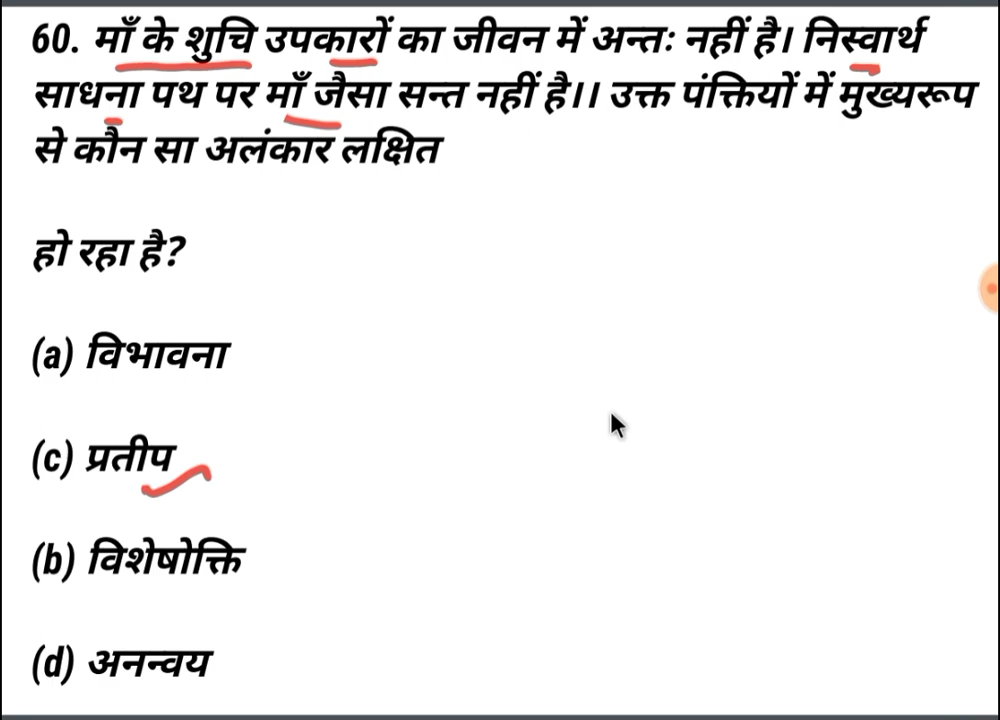 60. माँ के शुचि उपकारों का जीवन में अन्तः नहीं है। निस्वार्थ
साधना पथ पर माँ जैसा सन्त नहीं है।। उक्त पंक्तियों में मुख्यरूप
से कौन सा अलंकार लक्षित
हो रहा है?
(a) विभावना
(c) प्रतीप
(b) विशेषोक्ति
(d) अनन्वय